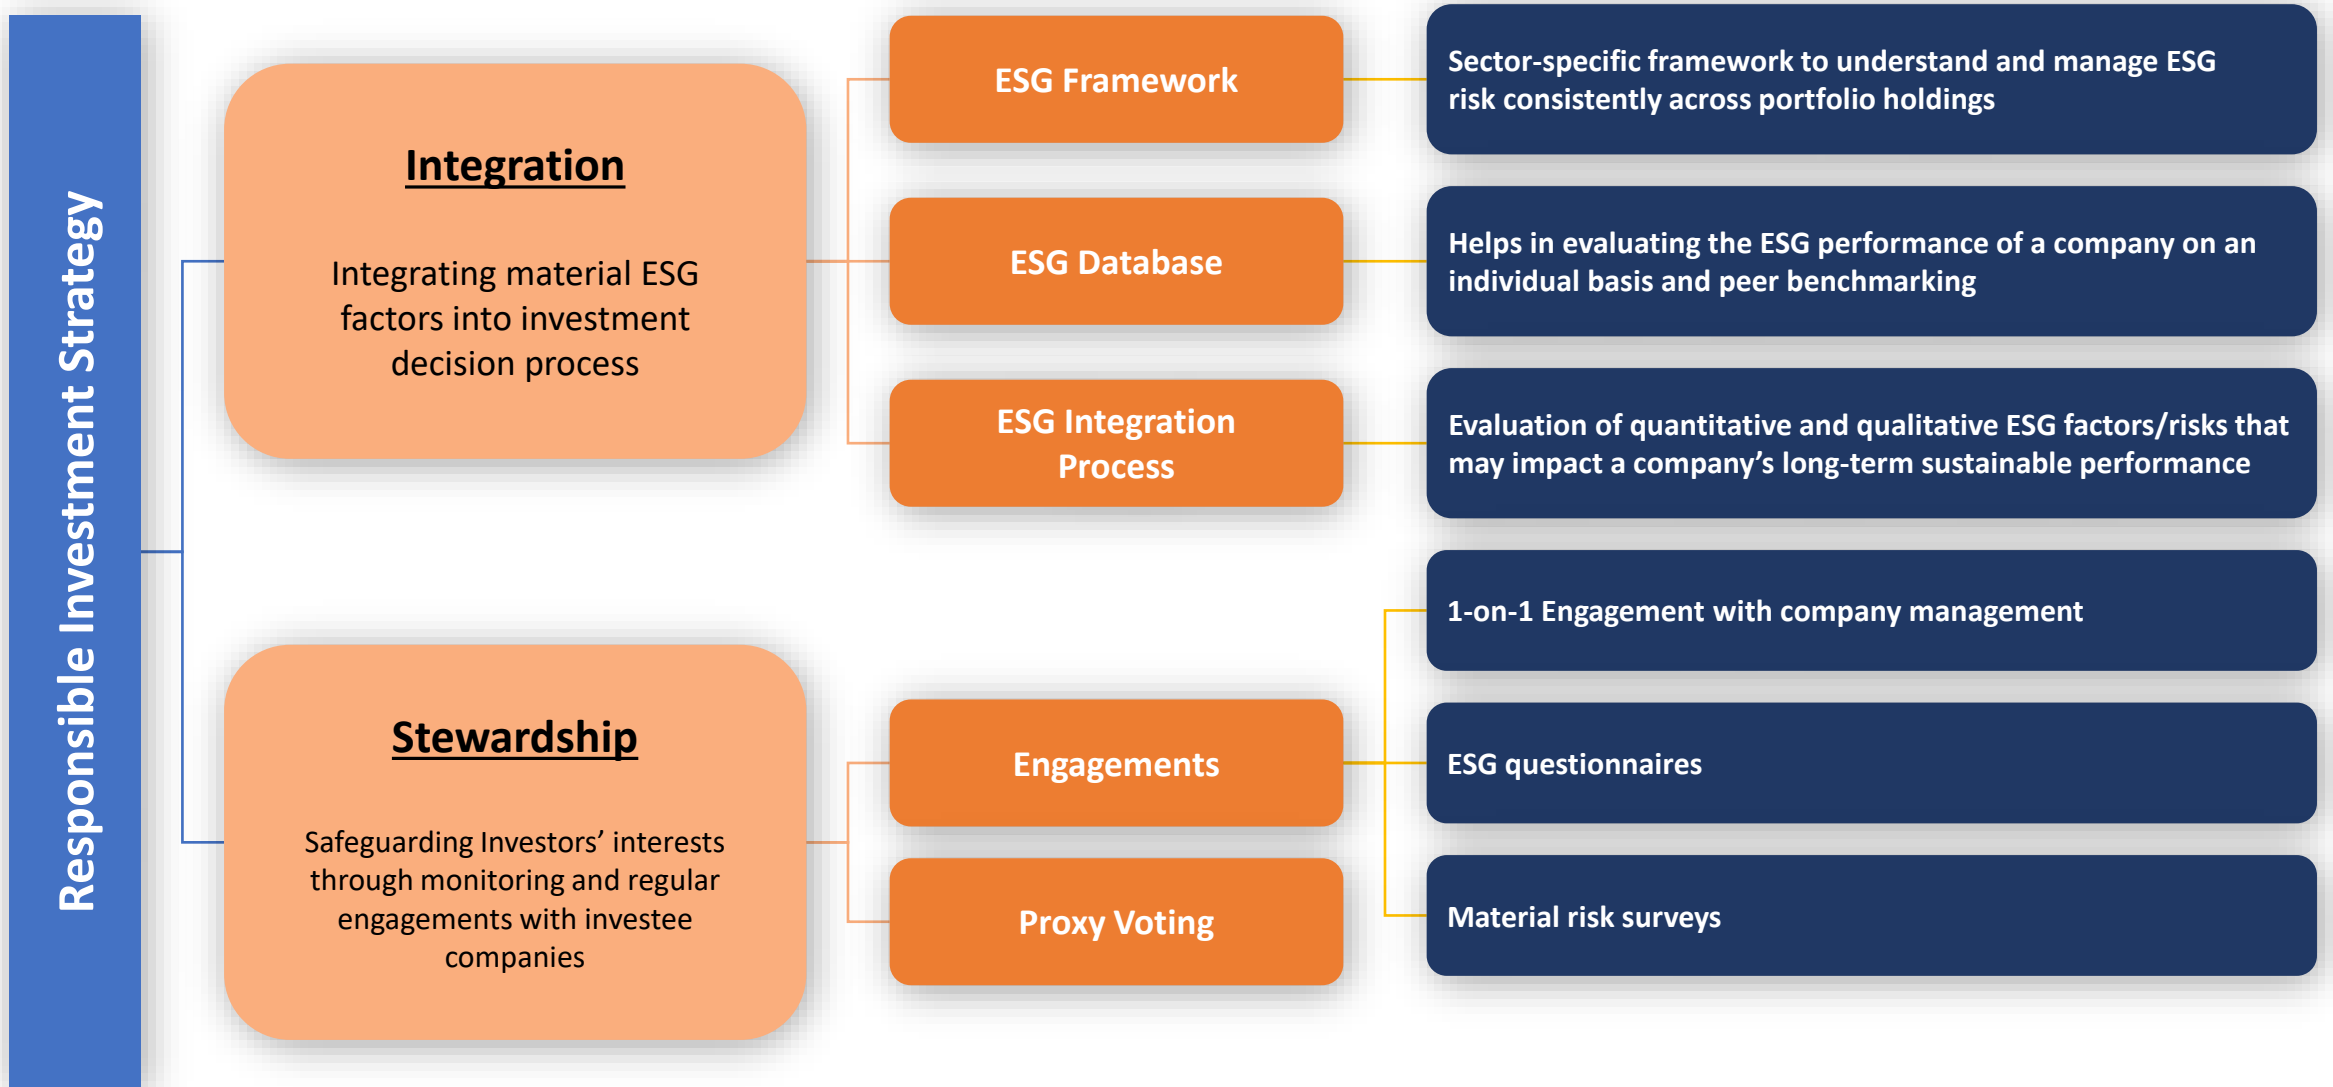 Responsible Investment Strategy
Integration
Integrating material ESG
factors into investment
decision process
ESG Framework
Sector-specific framework to understand and manage ESG
risk consistently across portfolio holdings
ESG Database
Helps in evaluating the ESG performance of a company on an
individual basis and peer benchmarking
ESG Integration
Process
Evaluation of quantitative and qualitative ESG factors/risks that
may impact a company’s long-term sustainable performance
Stewardship
Safeguarding Investors’ interests
through monitoring and regular
engagements with investee
companies
Engagements
1-on-1 Engagement with company management
ESG questionnaires
Material risk surveys
Proxy Voting